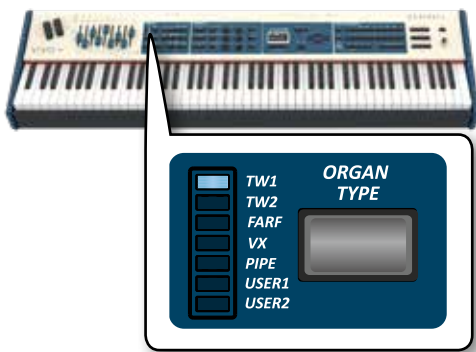 ORGAN
TYPE
TW1
TW2
FARF
VX
PIPE
USER1
USER2